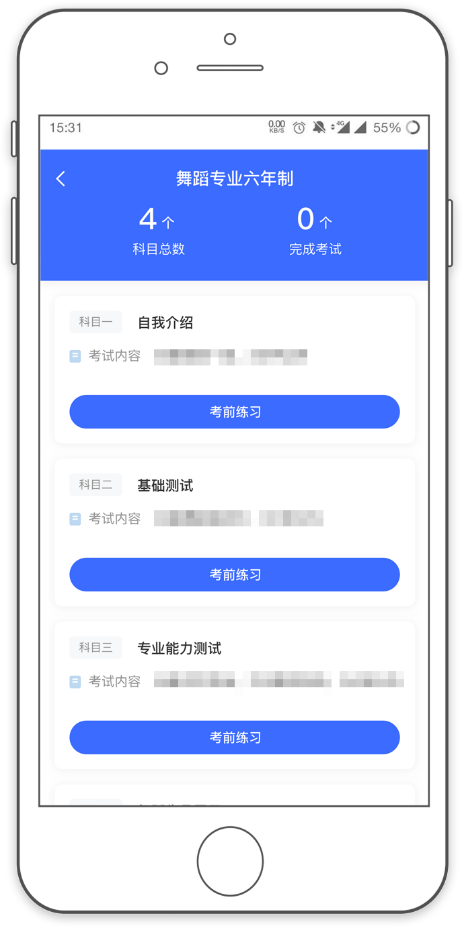 15:31 0.00 KB/S 4G 55%
舞蹈专业六年制
4个 0个
科目总数 完成考试
科目一 自我介绍
考试内容
考前练习
科目二 基础测试
考试内容
考前练习
科目三 专业能力测试
考试内容
考前练习